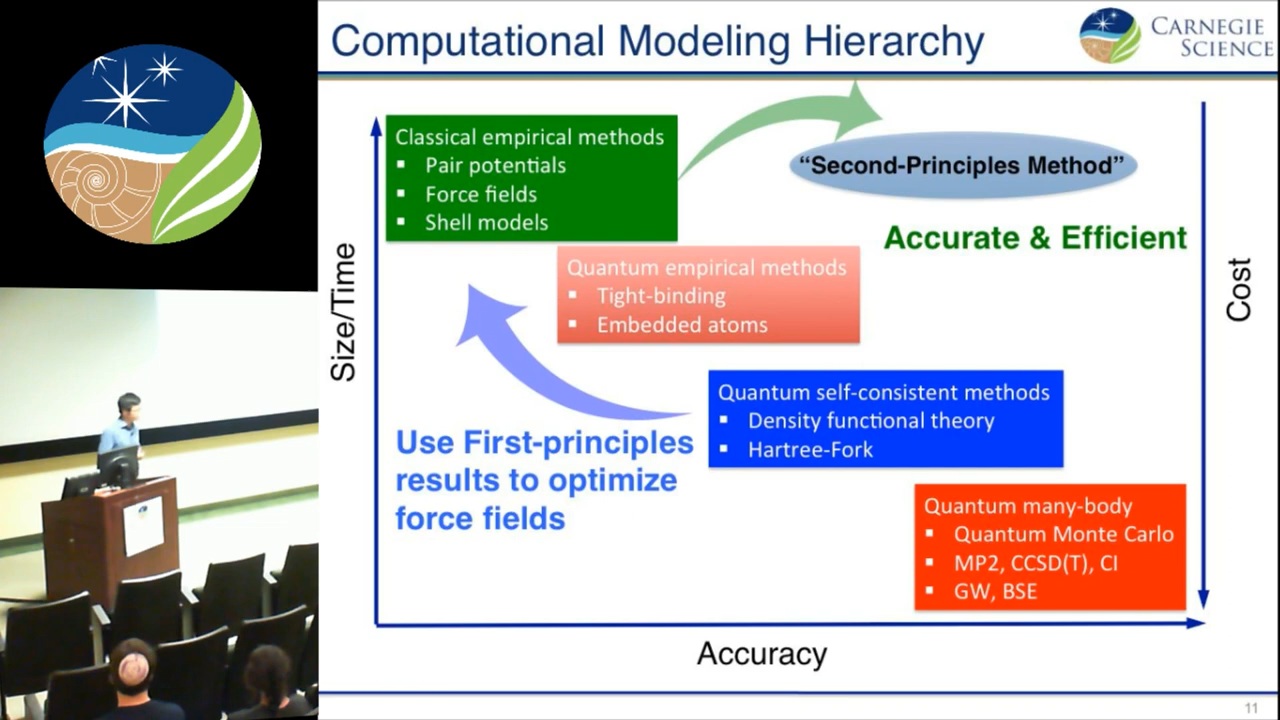 Computational Modeling Hierarchy
CARNEGIE
SCIENCE
Classical empirical methods
▪ Pair potentials
▪ Force fields
▪ Shell models
“Second-Principles Method”
Accurate & Efficient
Quantum empirical methods
▪ Tight-binding
▪ Embedded atoms
Size/Time
Cost
Quantum self-consistent methods
▪ Density functional theory
▪ Hartree-Fork
Use First-principles
results to optimize
force fields
Quantum many-body
▪ Quantum Monte Carlo
▪ MP2, CCSD(T), CI
▪ GW, BSE
Accuracy
11